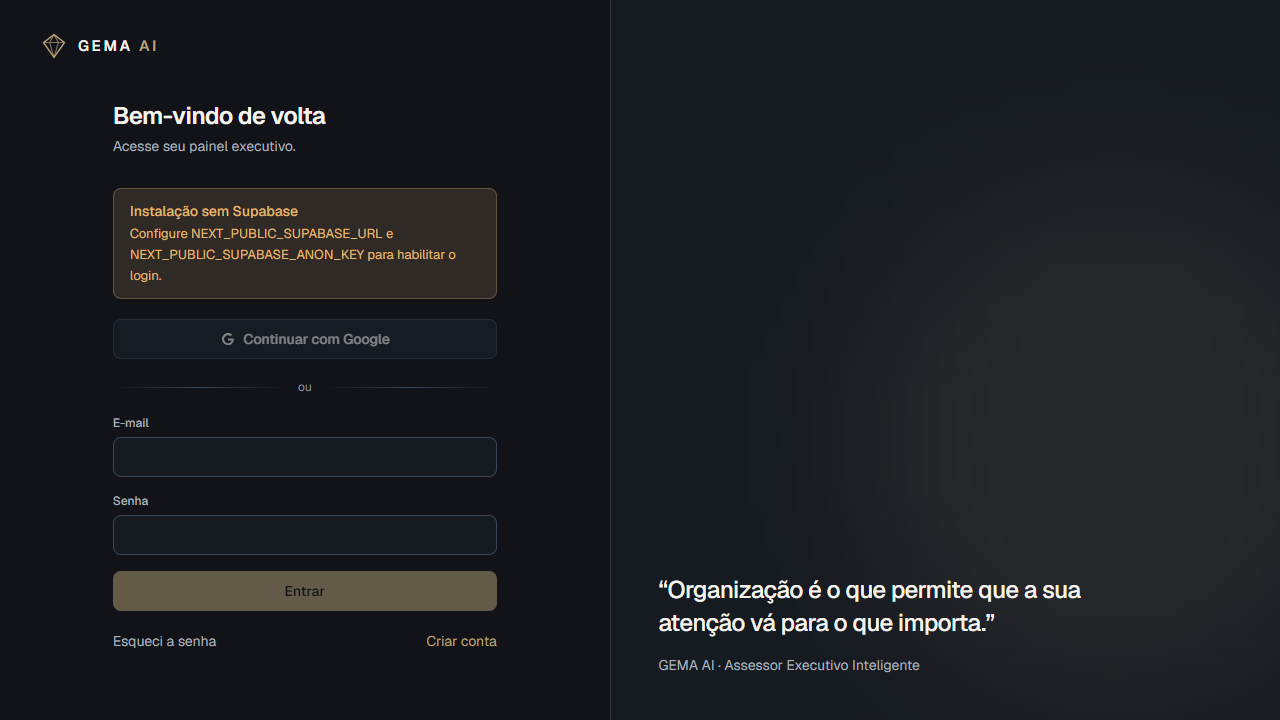 GEMA AI
Bem-vindo de volta
Acesse seu painel executivo.
Instalação sem Supabase
Configure NEXT_PUBLIC_SUPABASE_URL e
NEXT_PUBLIC_SUPABASE_ANON_KEY para habilitar o
login.
Continuar com Google
ou
E-mail
Senha
Entrar
Esqueci a senha
Criar conta
“Organização é o que permite que a sua
atenção vá para o que importa.”
GEMA AI · Assessor Executivo Inteligente